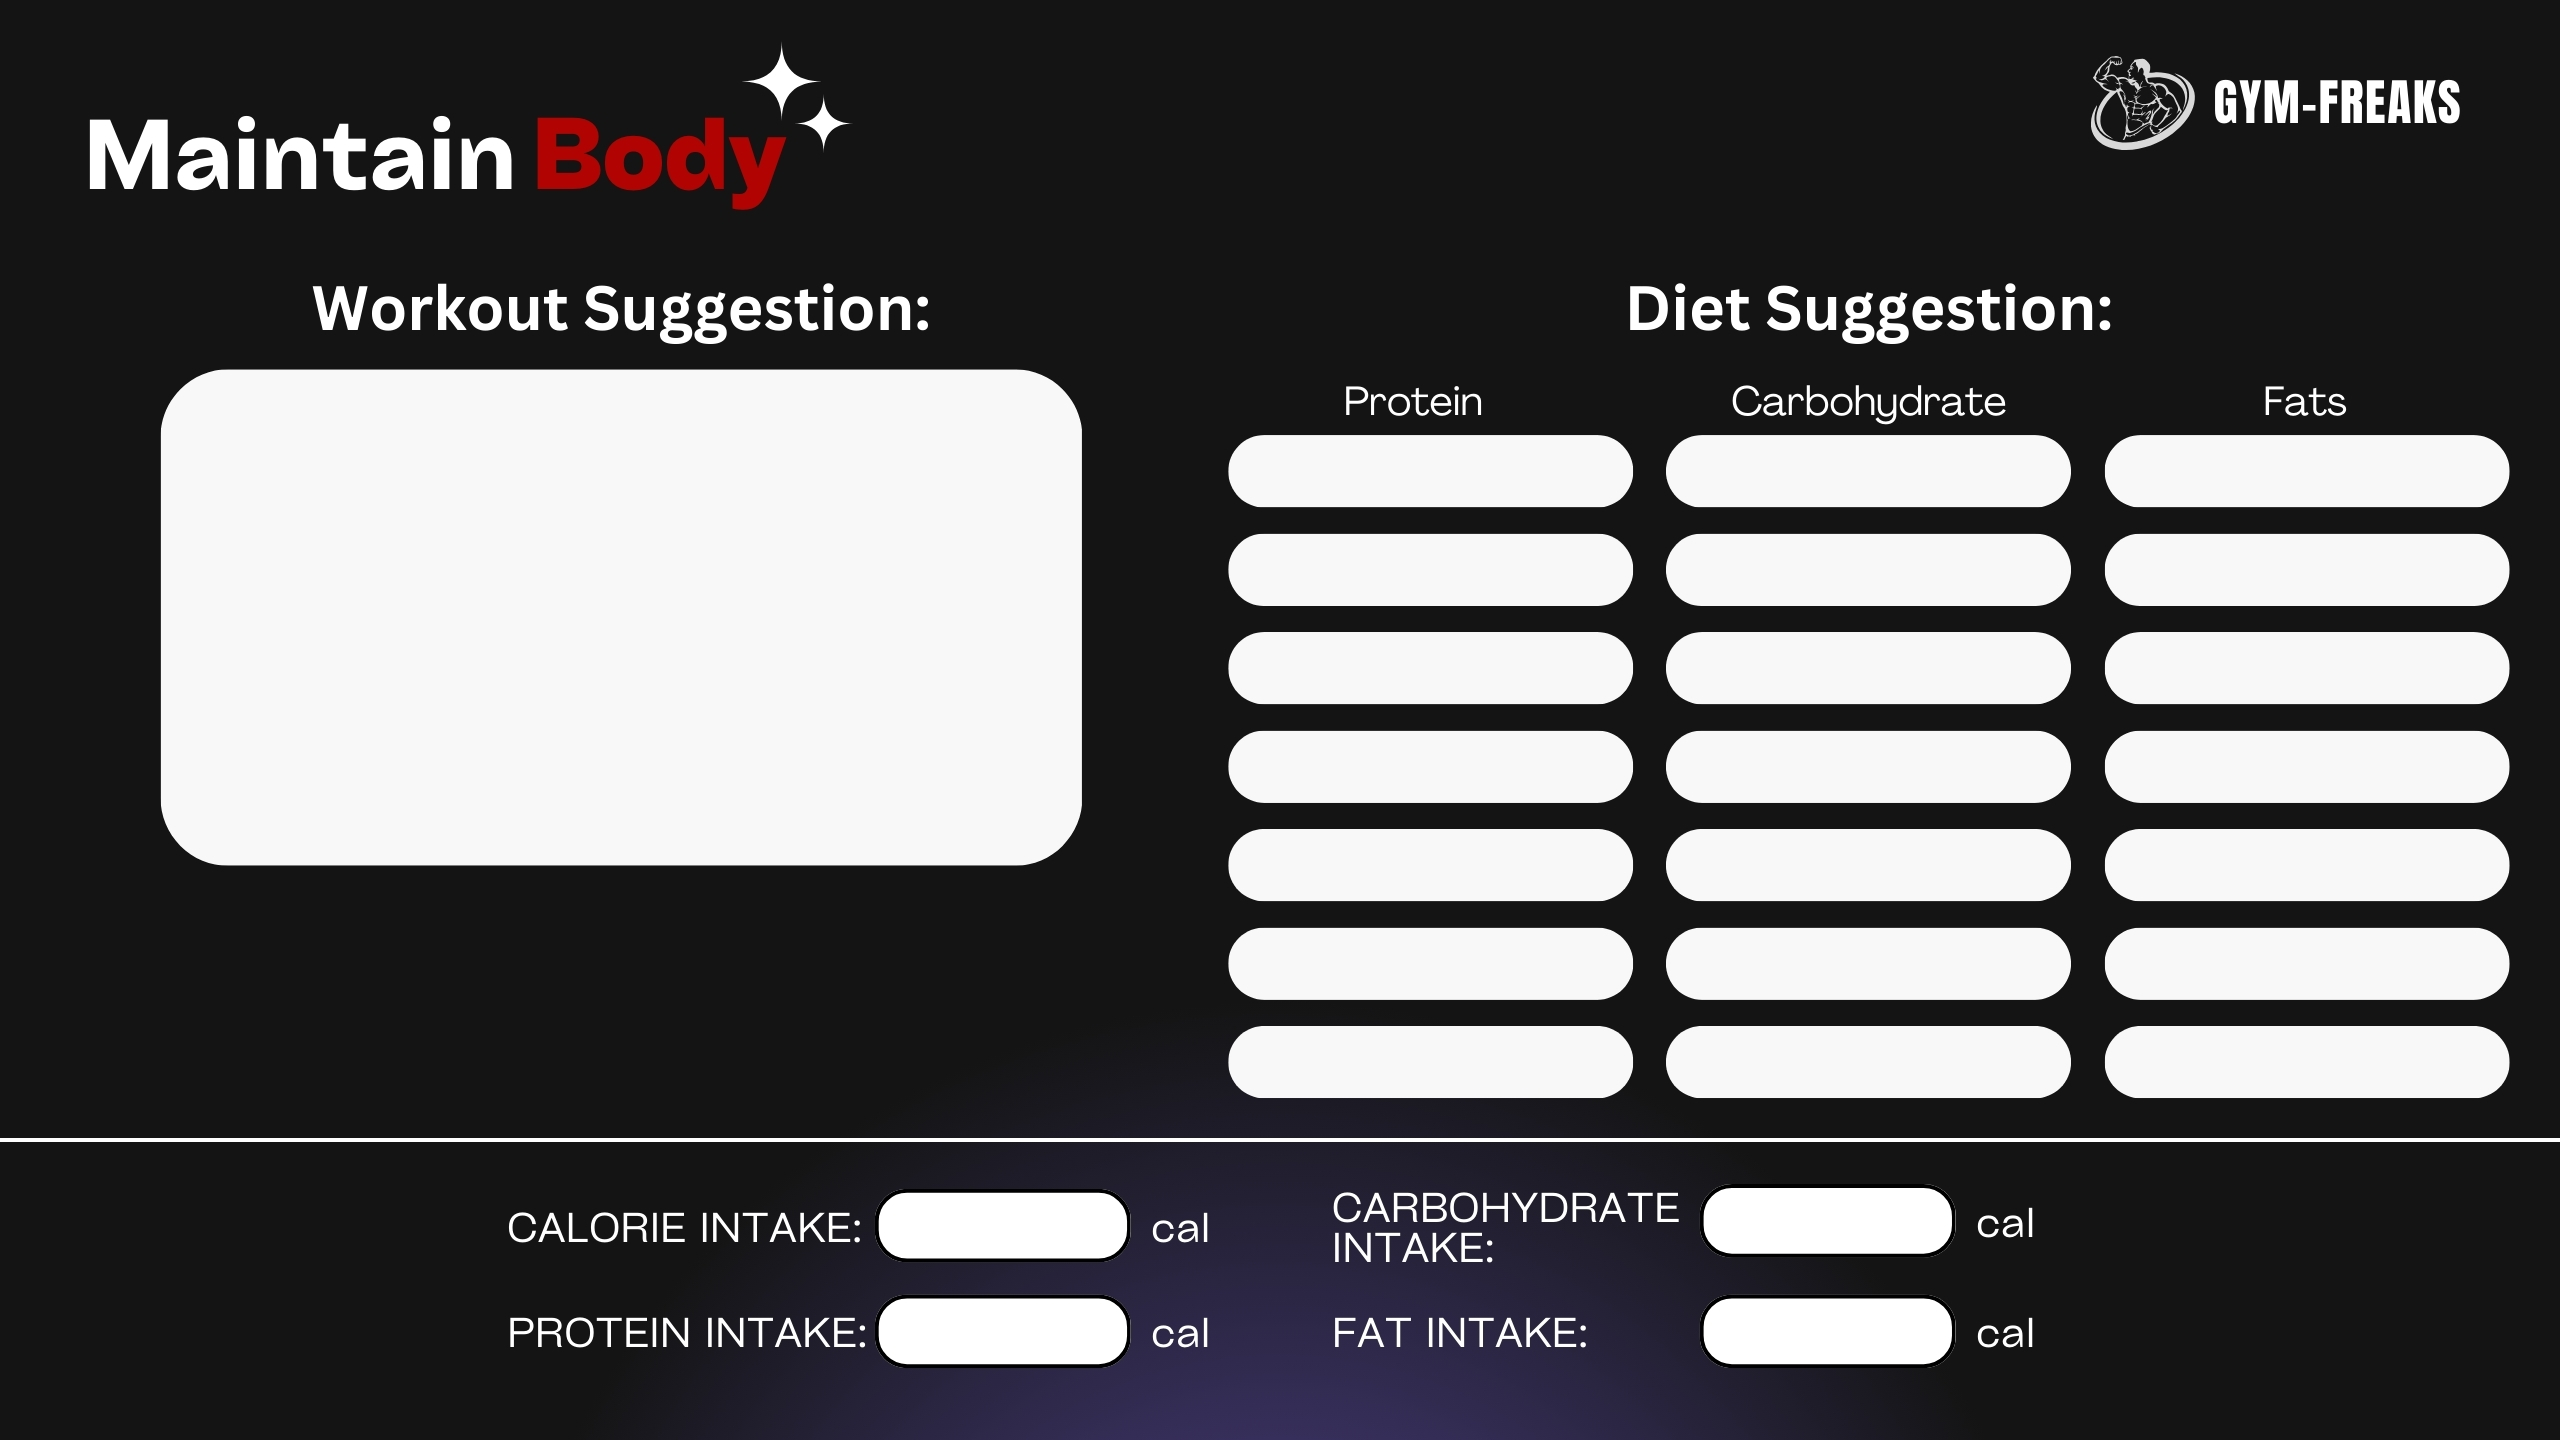 Maintain Body
GYM-FREAKS
Workout Suggestion:
Diet Suggestion:
Protein
Carbohydrate
Fats
CALORIE INTAKE:
cal
CARBOHYDRATE
INTAKE:
cal
PROTEIN INTAKE:
cal
FAT INTAKE:
cal